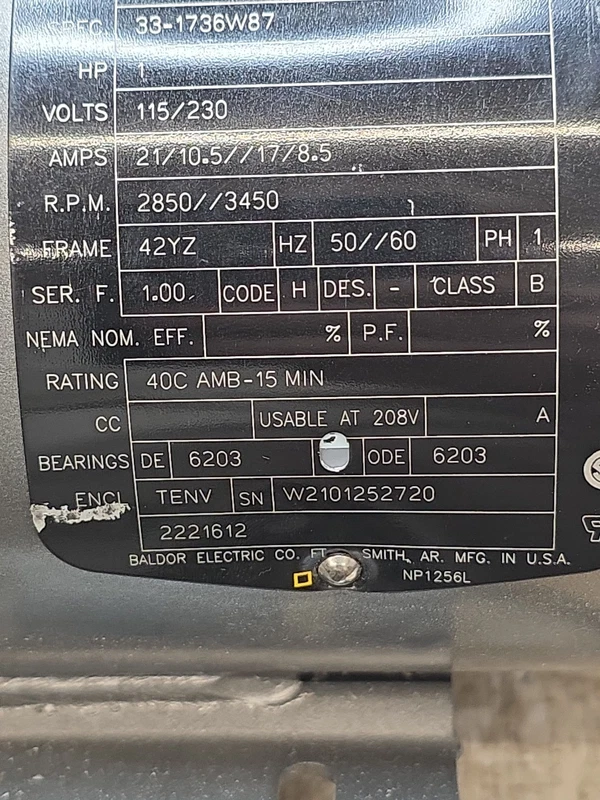 SPEC. 33-1736W87
HP 1
VOLTS 115/230
AMPS 21/10.5//17/8.5
R.P.M. 2850//3450
FRAME 42YZ HZ 50//60 PH 1
SER. F. 1.00 CODE H DES. - CLASS B
NEMA NOM. EFF. % P.F. %
RATING 40C AMB-15 MIN
CC USABLE AT 208V A
BEARINGS DE 6203 ODE 6203
ENCL TENV SN W2101252720
2221612
BALDOR ELECTRIC CO. FT. SMITH, AR. MFG. IN U.S.A.
NP1256L